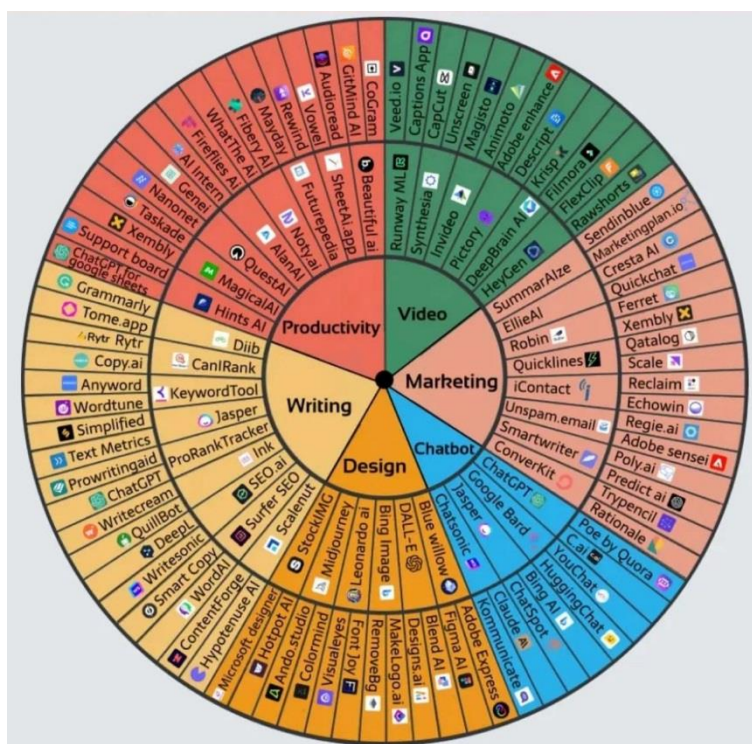 Productivity
Video
Marketing
Chatbot
Design
Writing
Veed.io
Captions App
CapCut
Unscreen
Magisto
Animoto
Adobe enhance
Descript
Krisp
Filmora
FlexClip
Rawshorts
Runway ML
Synthesia
Invideo
Pictory
DeepBrain AI
HeyGen
Sendinblue
Marketingplan.io
Cresta AI
Quickchat
Ferret
Xembly
Qatalog
Scale
Reclaim
Echowin
Regie.ai
Adobe sensei
Poly.ai
Predict ai
Trypencil
Rationale
SummarAIze
EllieAI
Robin
Quicklines
iContact
Unspam.email
Smartwriter
ConverKit
Poe by Quora
C.ai
YouChat
HuggingChat
Bing AI
ChatSpot
Claude
Kommunicate
ChatGPT
Google Bard
Jasper
Chatsonic
Adobe Express
Figma AI
Blend AI
Designs.ai
MakeLogo.ai
RemoveBg
Font Joy
Visualeyes
Colormind
Ando.studio
Hotpot AI
Microsoft designer
Blue willow
DALL-E
Bing Image
Leonardo ai
Midjourney
StockIMG
Hypotenuse AI
ContentForge
WordAI
Smart Copy
Writesonic
DeepL
QuillBot
Writecream
ChatGPT
Prowritingaid
Text Metrics
Simplified
Wordtune
Anyword
Copy.ai
Rytr Rytr
Tome.app
Grammarly
Scalenut
Surfer SEO
SEO.ai
Ink
ProRankTracker
Jasper
KeywordTool
CanIRank
Diib
ChatGPT for google sheets
Support board
Xembly
Taskade
Nanonet
Genei
AI Intern
Fireflies Ai
WhatThe AI
Fibery AI
Mayday
Rewind
Vowel
Audioread
GitMind AI
CoGram
Hints AI
MagicalAI
QuestAi
AlanAI
Noty.ai
Futurepedia
SheetAi.app
Beautiful ai